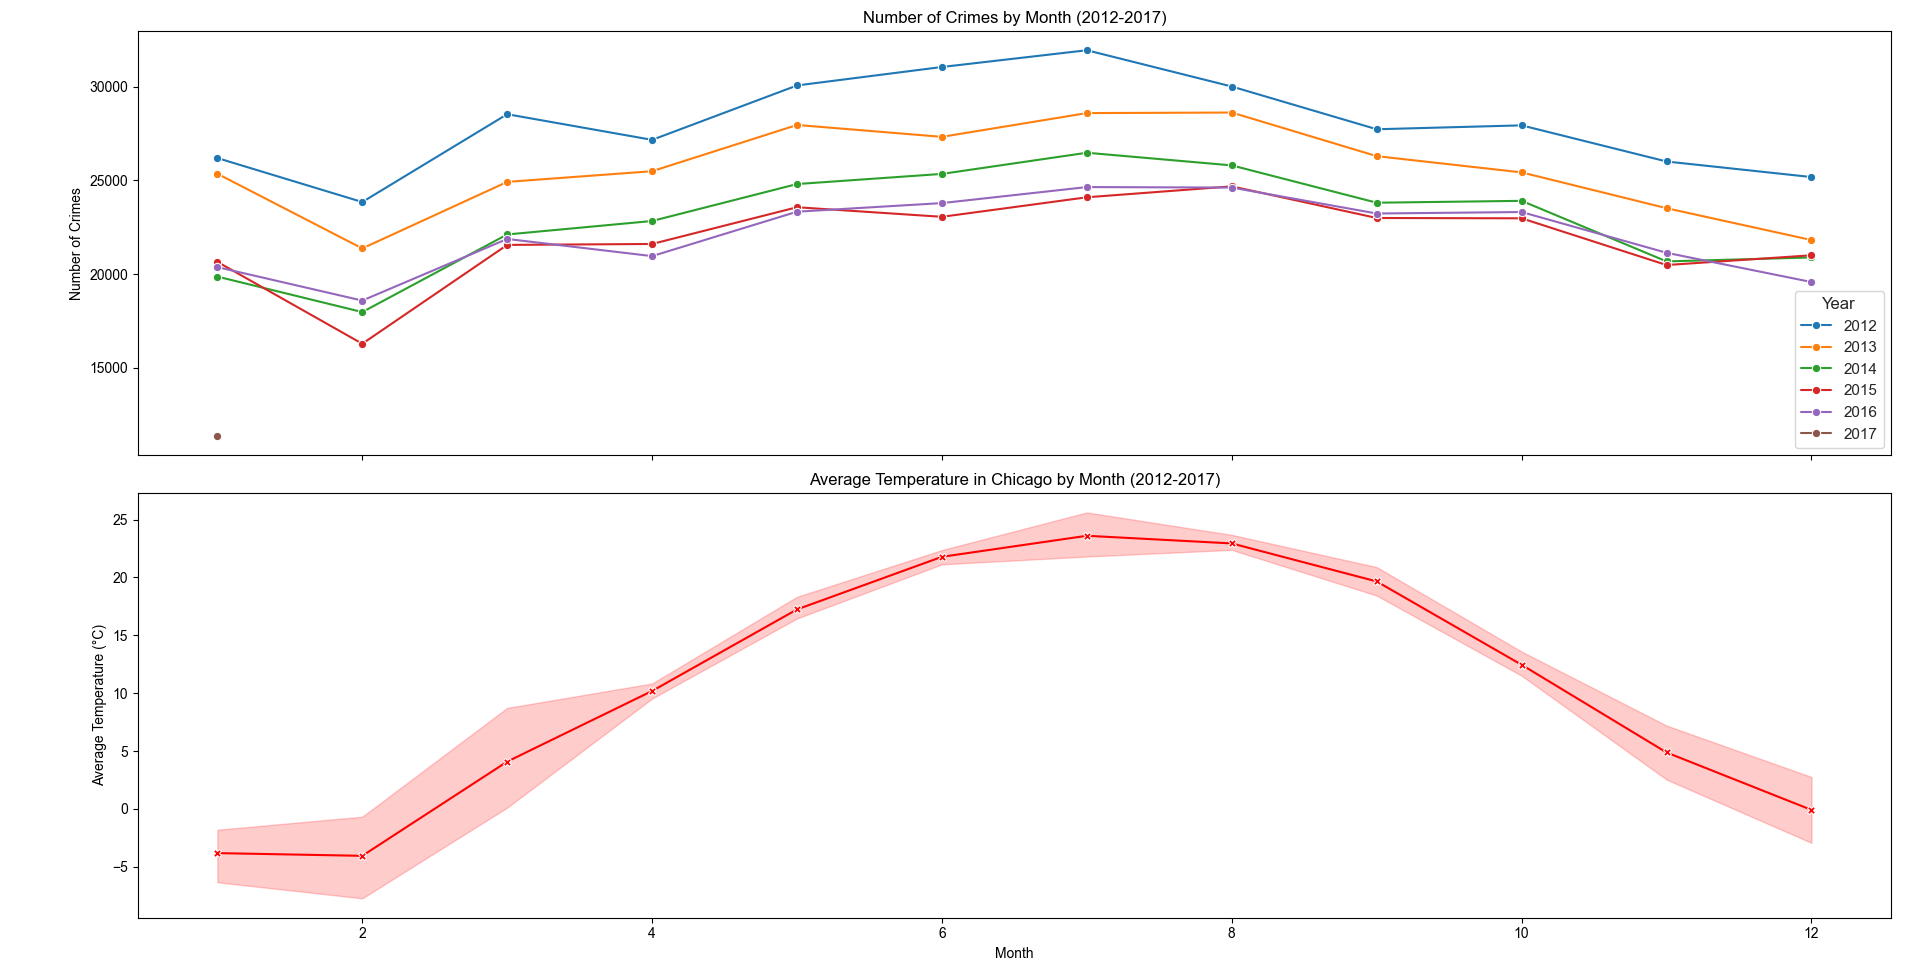 Number of Crimes by Month (2012-2017)
Number of Crimes
30000
25000
20000
15000
Year
2012
2013
2014
2015
2016
2017
Average Temperature in Chicago by Month (2012-2017)
Average Temperature (°C)
25
20
15
10
5
0
−5
2 4 6 8 10 12
Month